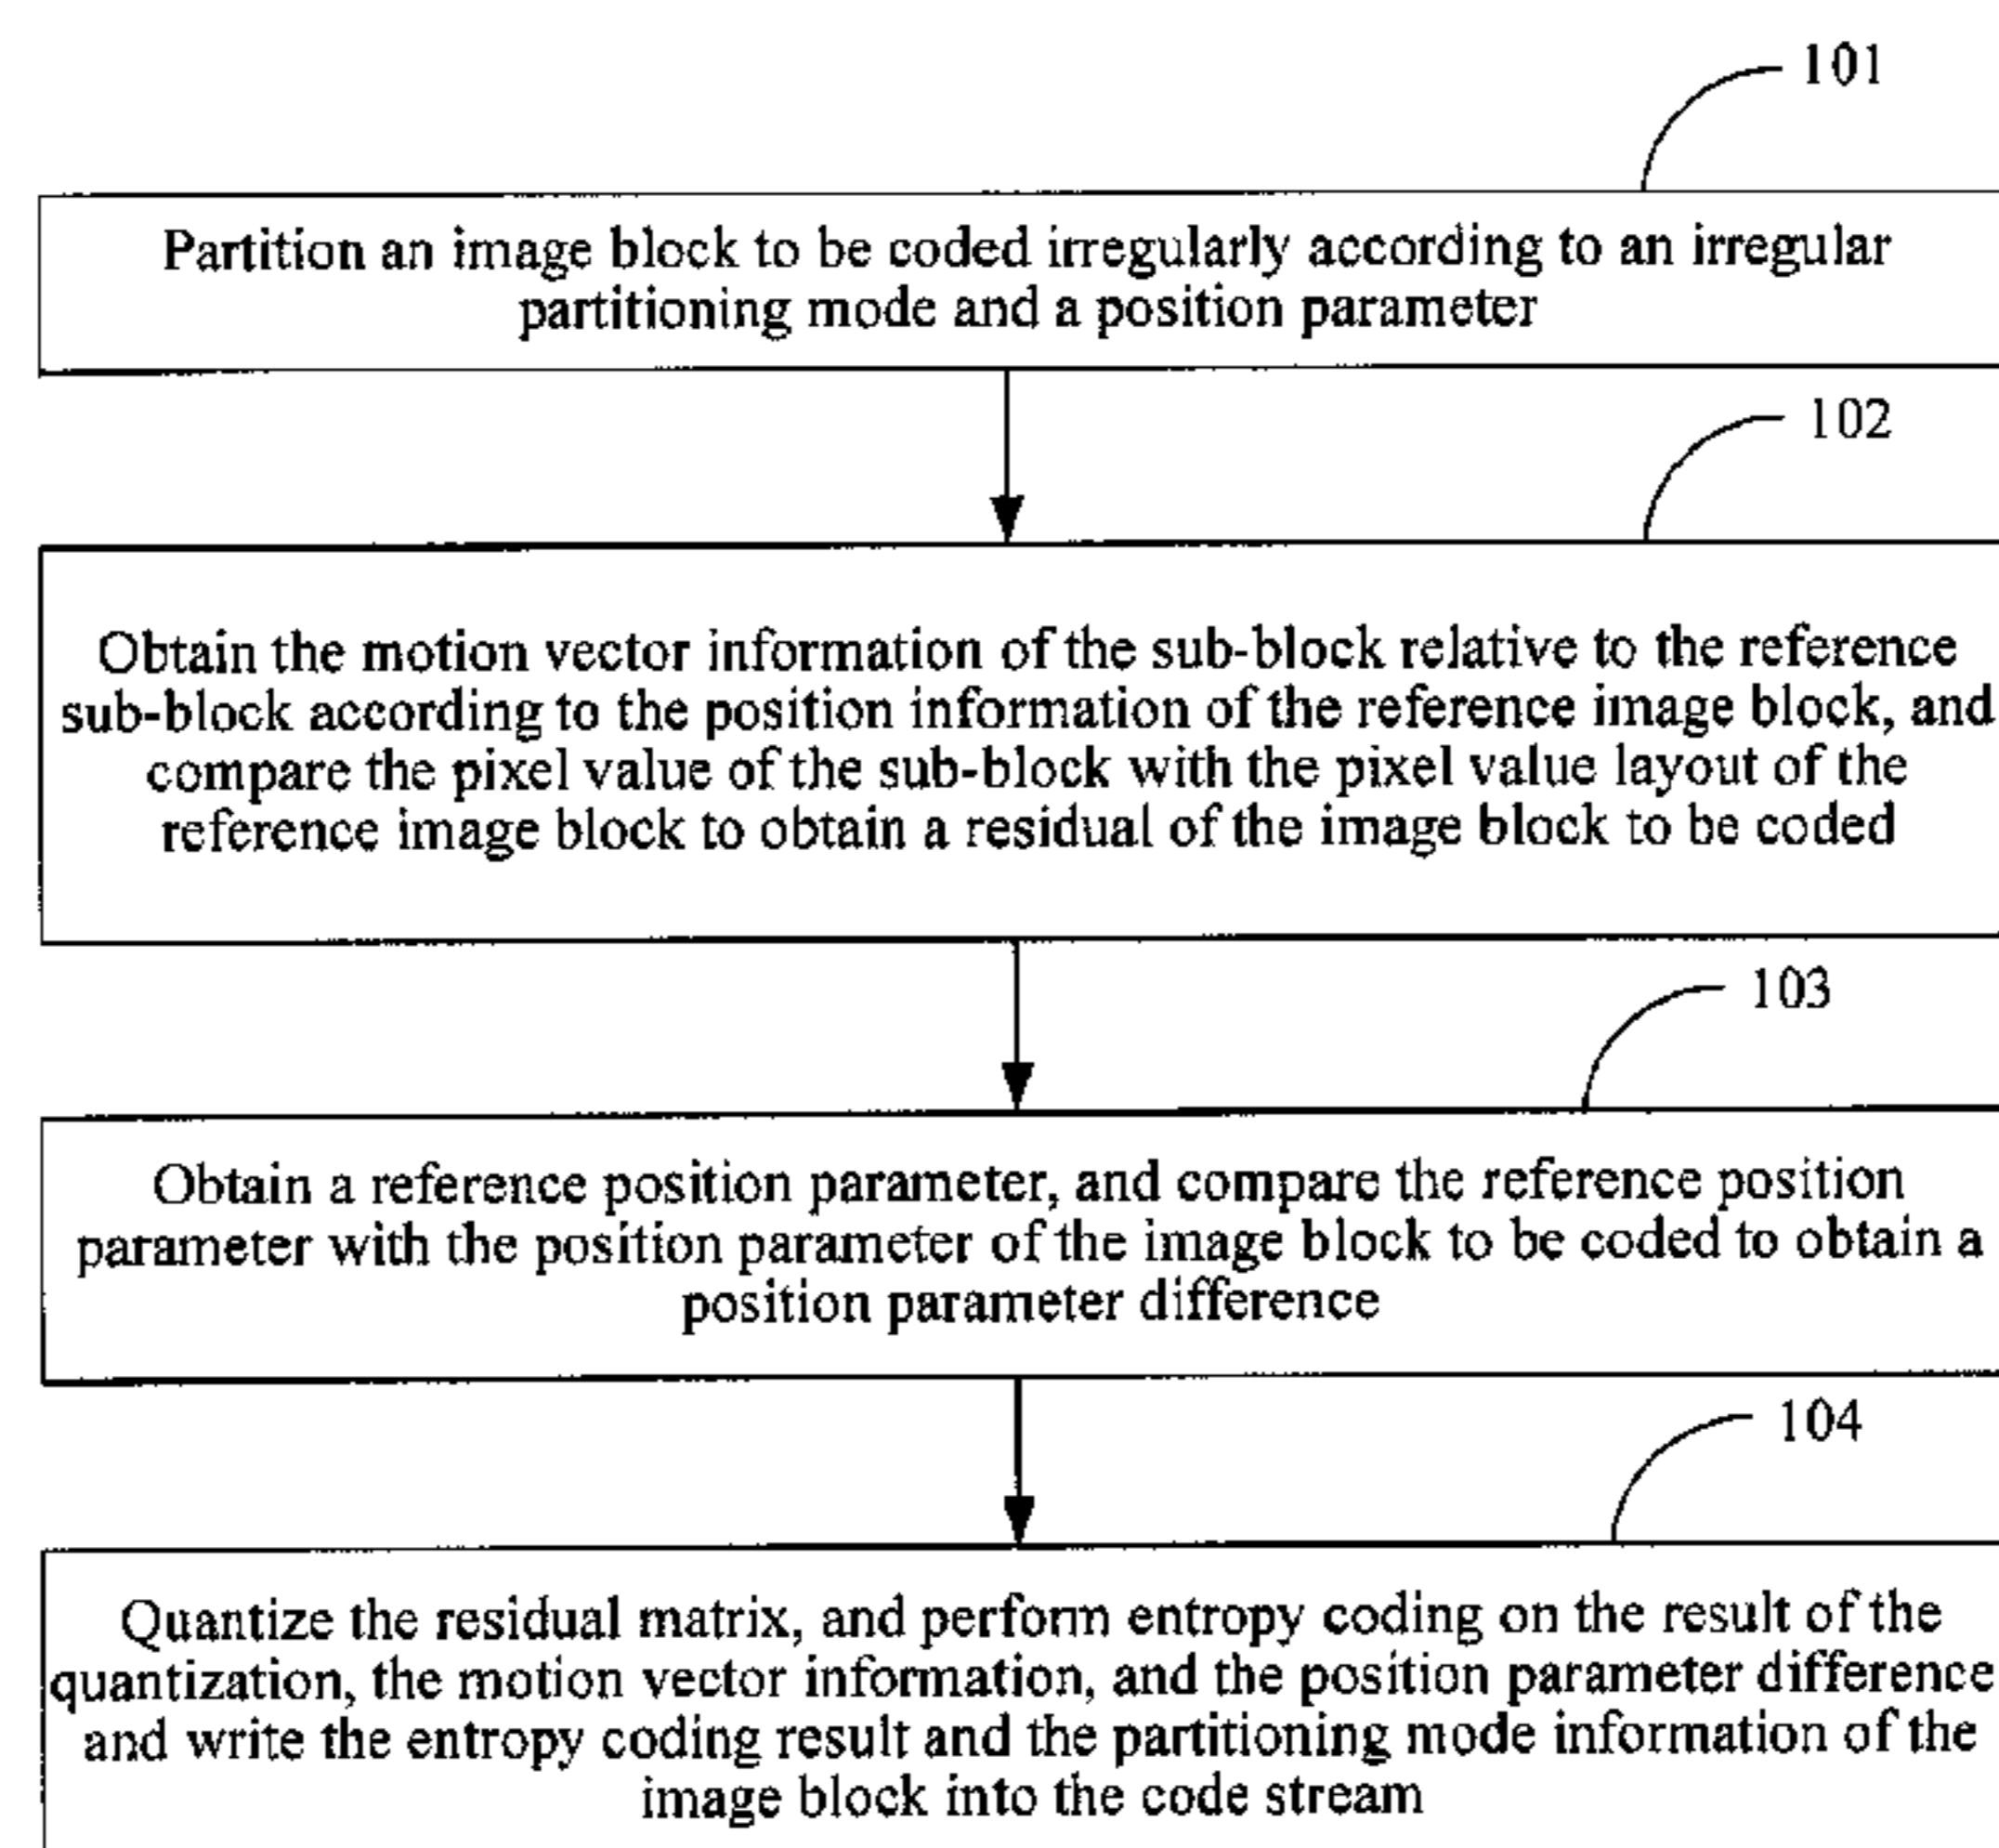 101
Partition an image block to be coded irregularly according to an irregular
partitioning mode and a position parameter
102
Obtain the motion vector information of the sub-block relative to the reference
sub-block according to the position information of the reference image block, and
compare the pixel value of the sub-block with the pixel value layout of the
reference image block to obtain a residual of the image block to be coded
103
Obtain a reference position parameter, and compare the reference position
parameter with the position parameter of the image block to be coded to obtain a
position parameter difference
104
Quantize the residual matrix, and perform entropy coding on the result of the
quantization, the motion vector information, and the position parameter difference
and write the entropy coding result and the partitioning mode information of the
image block into the code stream